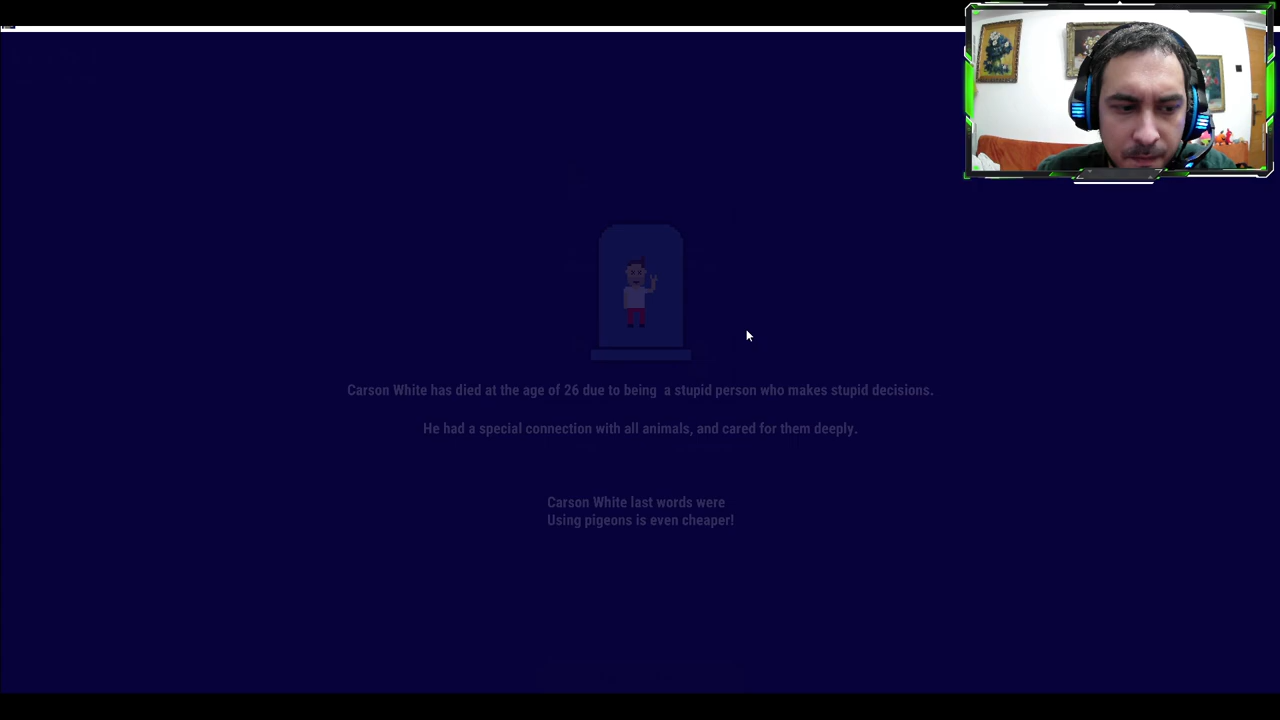 Carson White has died at the age of 26 due to being  a stupid person who makes stupid decisions.
He had a special connection with all animals, and cared for them deeply.
Carson White last words were
Using pigeons is even cheaper!